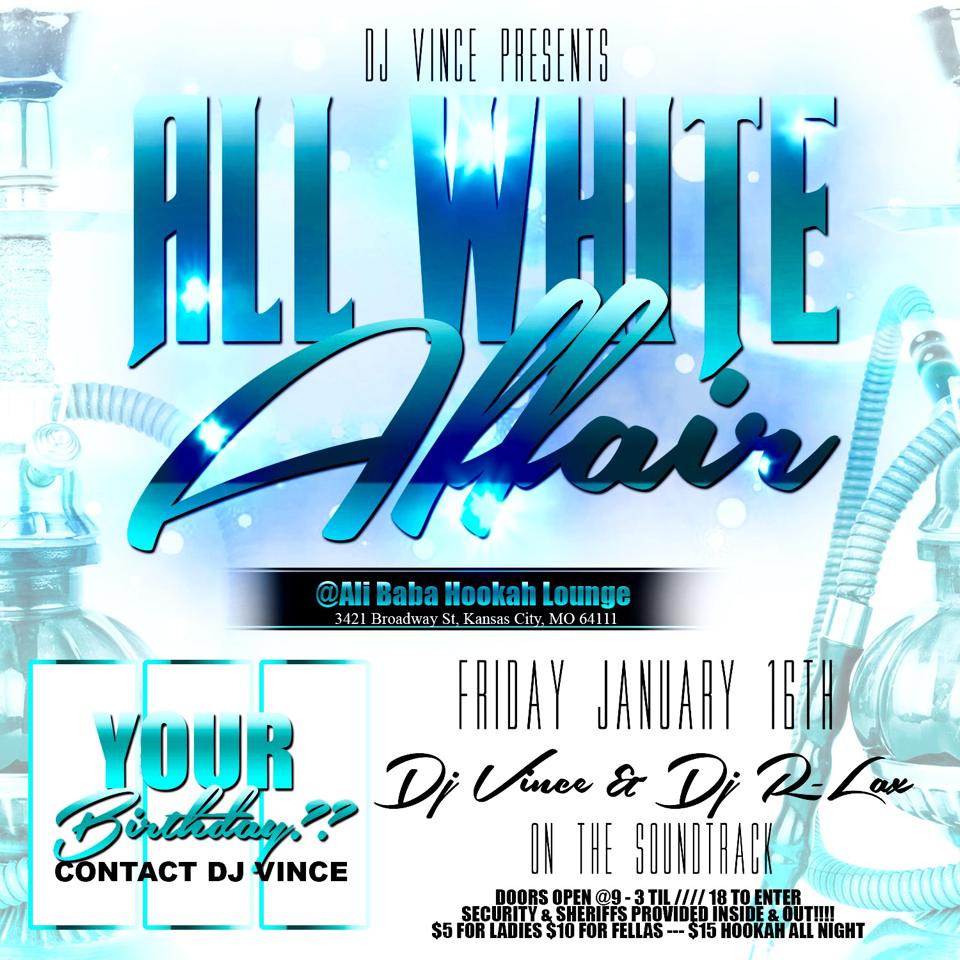 DJ VINCE PRESENTS
ALL WHITE
Affair
@Ali Baba Hookah Lounge
3421 Broadway St, Kansas City, MO 64111
FRIDAY JANUARY 16TH
Dj Vince & Dj R-Lax
ON THE SOUNDTRACK
YOUR
Birthday??
CONTACT DJ VINCE
DOORS OPEN @9 - 3 TIL //// 18 TO ENTER
SECURITY & SHERIFFS PROVIDED INSIDE & OUT!!!!
$5 FOR LADIES $10 FOR FELLAS --- $15 HOOKAH ALL NIGHT